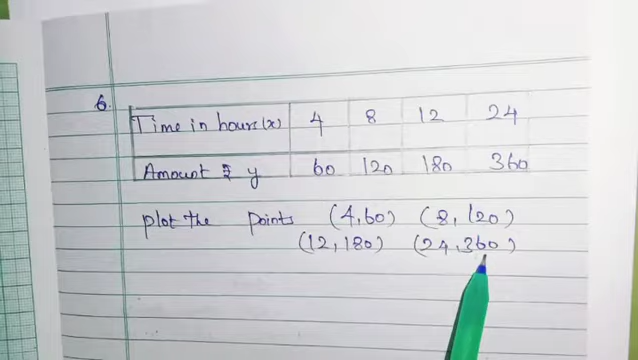 6.
Time in hours (x) 4 8 12 24
Amount ₹ y 60 120 180 360
plot the points (4,60) (8,120)
(12,180) (24,360)